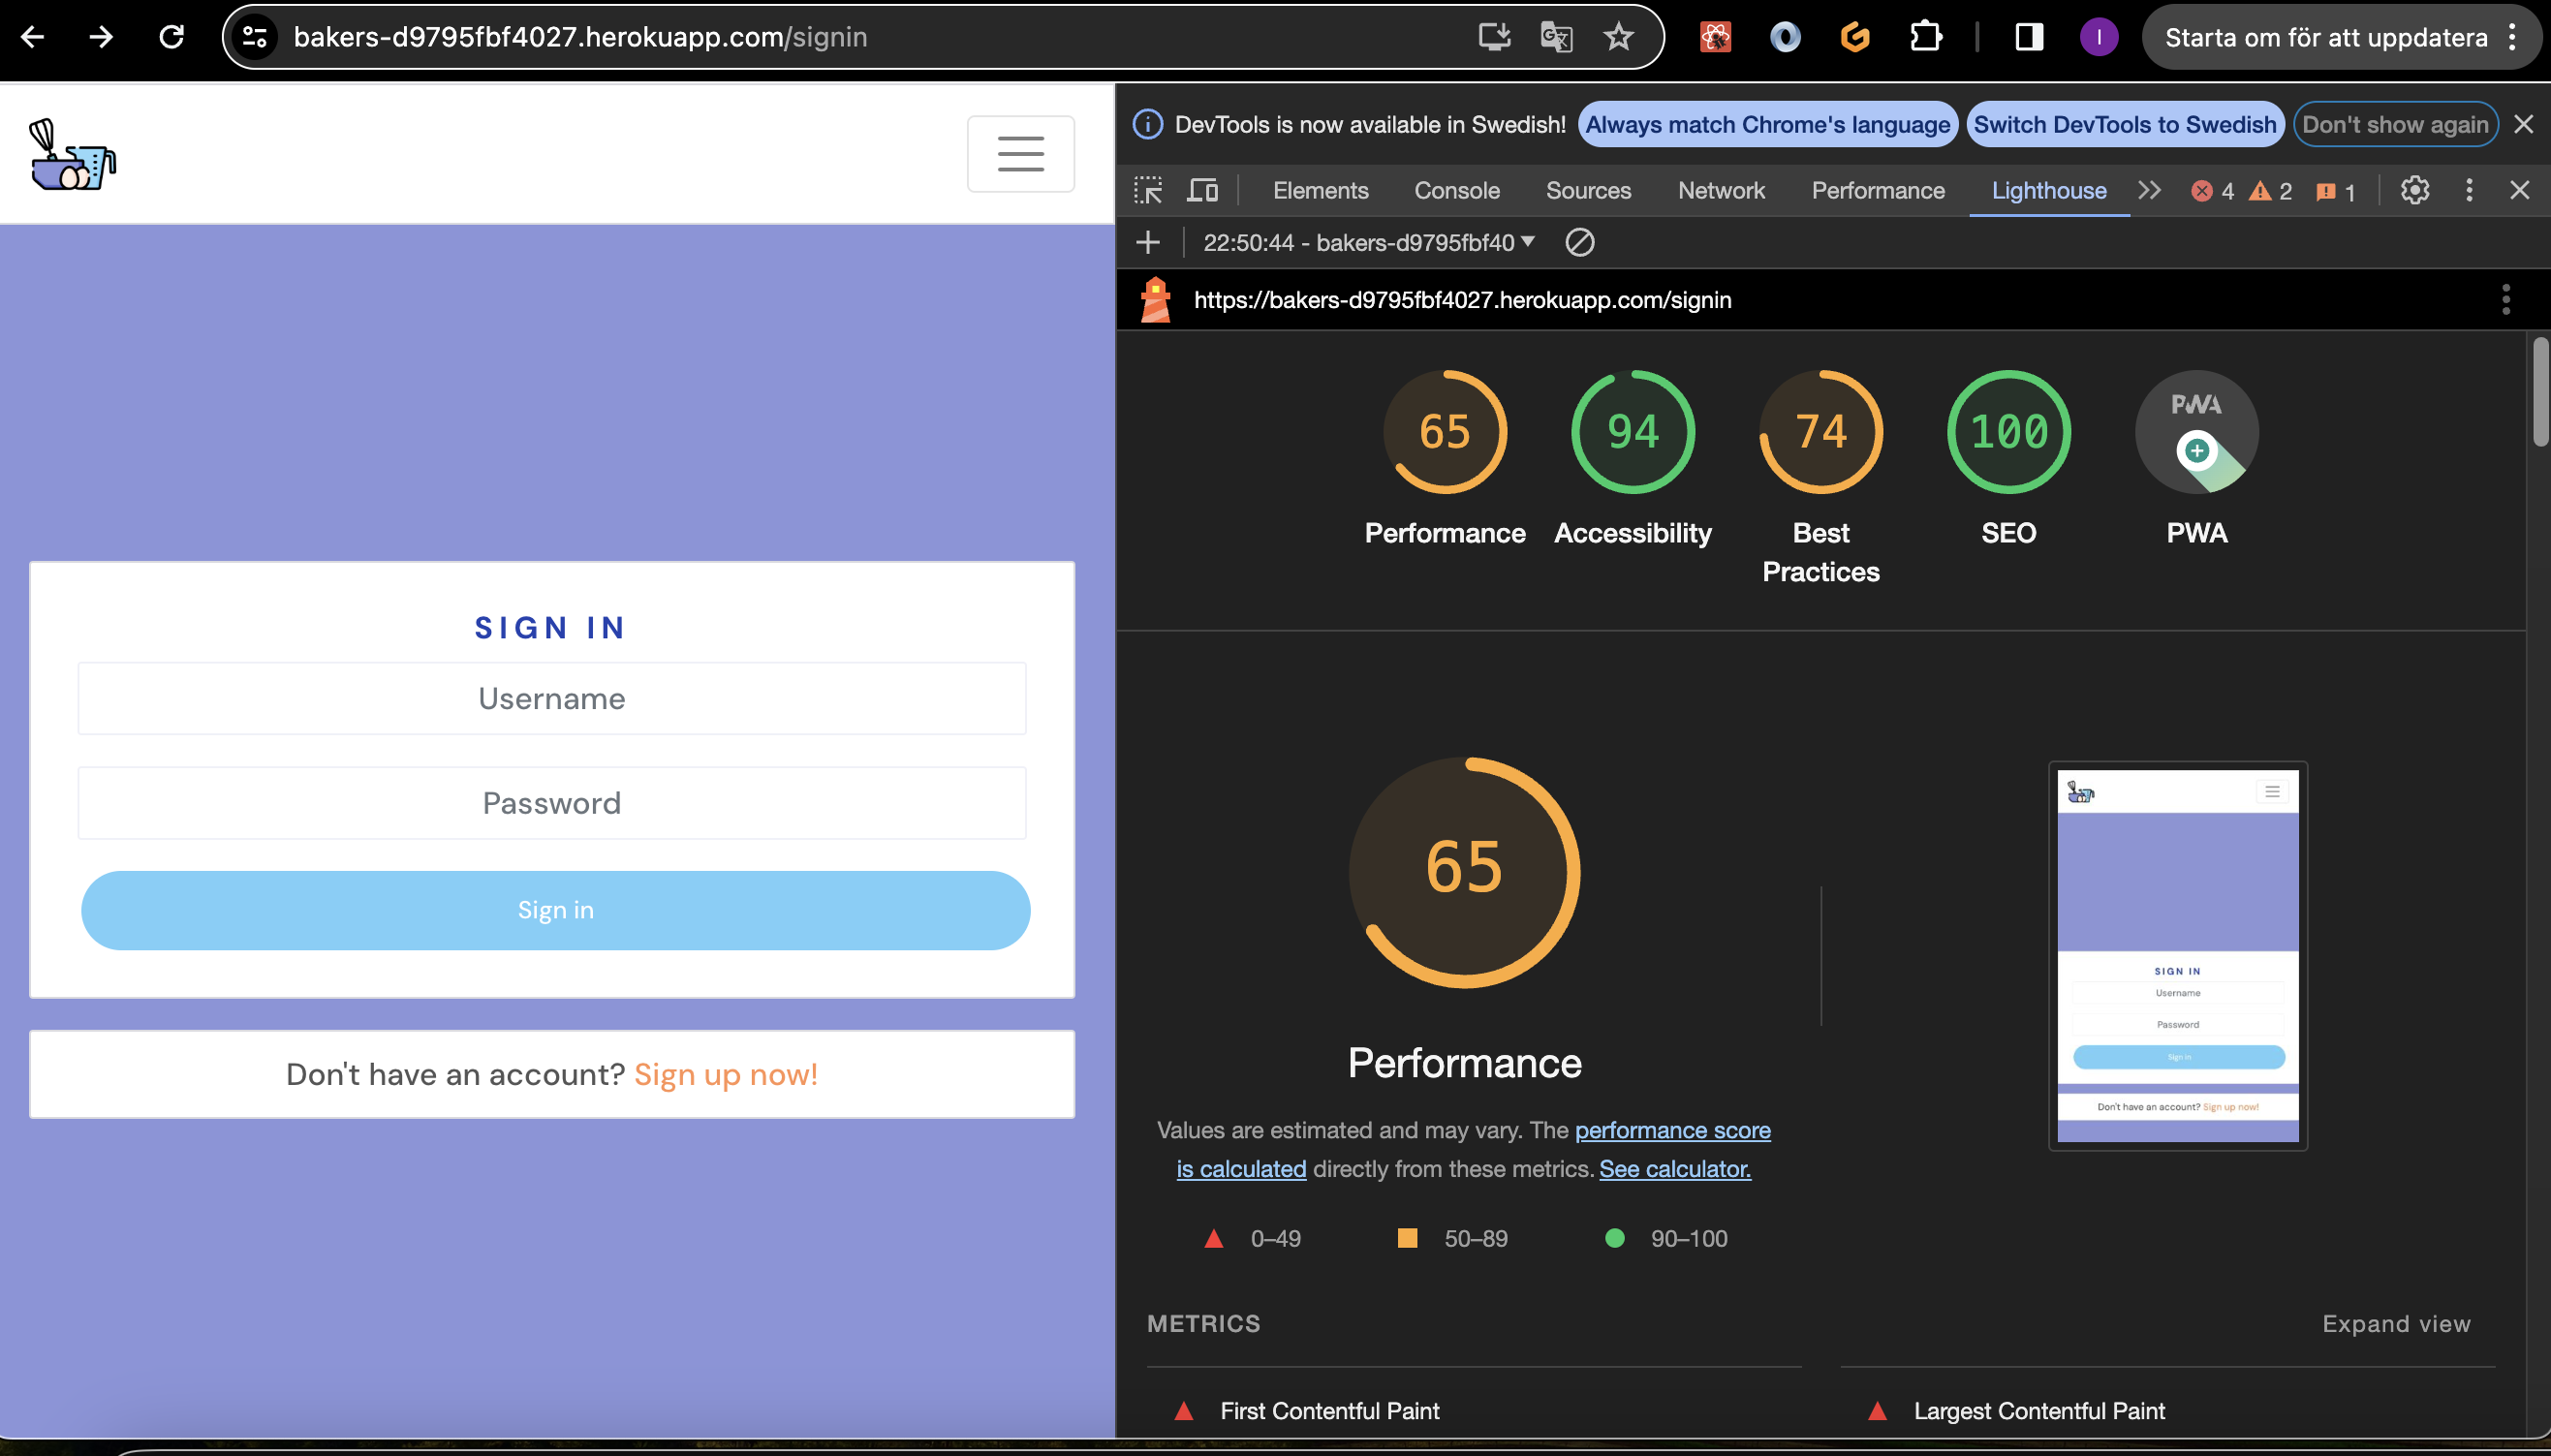 bakers-d9795fbf4027.herokuapp.com/signin
I
Starta om för att uppdatera
SIGN IN
Username
Password
Sign in
Don't have an account? Sign up now!
DevTools is now available in Swedish! Always match Chrome's language Switch DevTools to Swedish Don't show again
Elements Console Sources Network Performance Lighthouse 4 2 1
22:50:44 - bakers-d9795fbf40
https://bakers-d9795fbf4027.herokuapp.com/signin
65 94 74 100 PWA
Performance Accessibility Best Practices SEO PWA
65
Performance
Values are estimated and may vary. The performance score
is calculated directly from these metrics. See calculator.
0–49 50–89 90–100
SIGN IN
Username
Password
Sign in
Don't have an account? Sign up now!
METRICS Expand view
First Contentful Paint Largest Contentful Paint